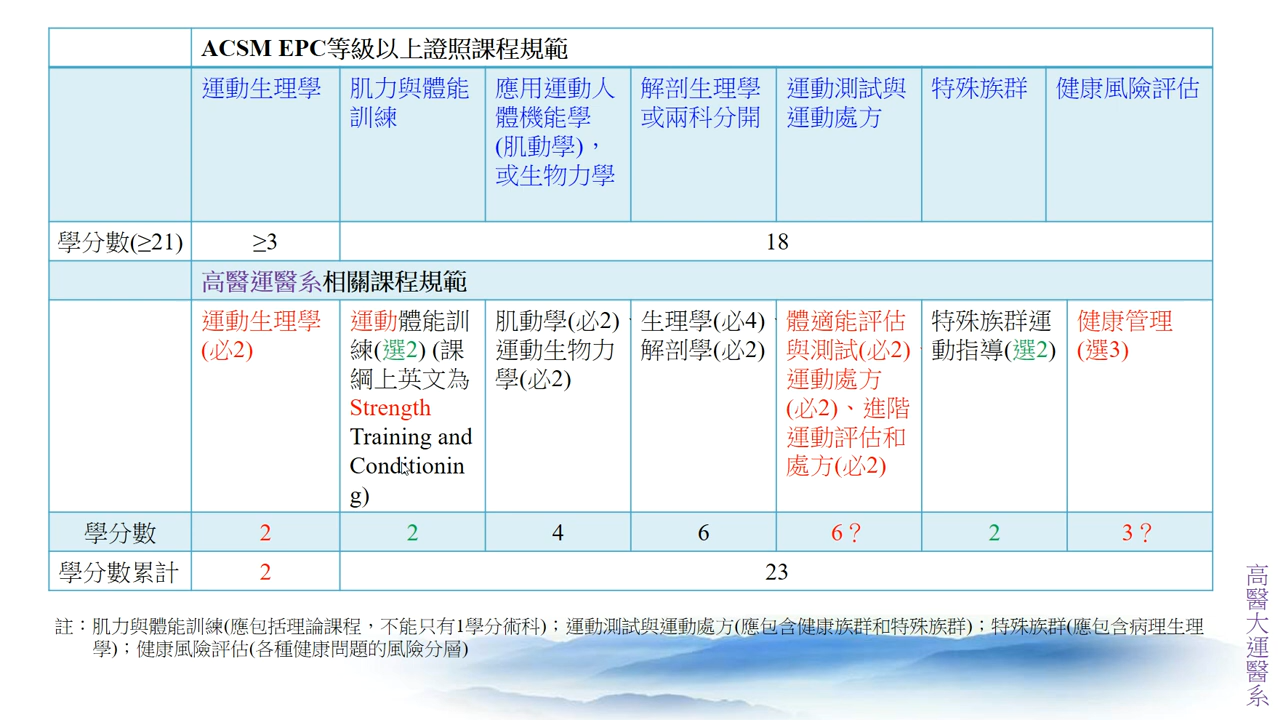 ACSM EPC等級以上證照課程規範
運動生理學
肌力與體能
訓練
應用運動人
體機能學
(肌動學)，
或生物力學
解剖生理學
或兩科分開
運動測試與
運動處方
特殊族群
健康風險評估
學分數(≥21)
≥3
18
高醫運醫系相關課程規範
運動生理學
(必2)
運動體能訓
練(選2) (課
綱上英文為
Strength
Training and
Conditionin
g)
肌動學(必2)
運動生物力
學(必2)
生理學(必4)
解剖學(必2)
體適能評估
與測試(必2)
運動處方
(必2)、進階
運動評估和
處方(必2)
特殊族群運
動指導(選2)
健康管理
(選3)
學分數
2
2
4
6
6？
2
3？
學分數累計
2
23
註：肌力與體能訓練(應包括理論課程，不能只有1學分術科)；運動測試與運動處方(應包含健康族群和特殊族群)；特殊族群(應包含病理生理
學)；健康風險評估(各種健康問題的風險分層)
高醫大運醫系